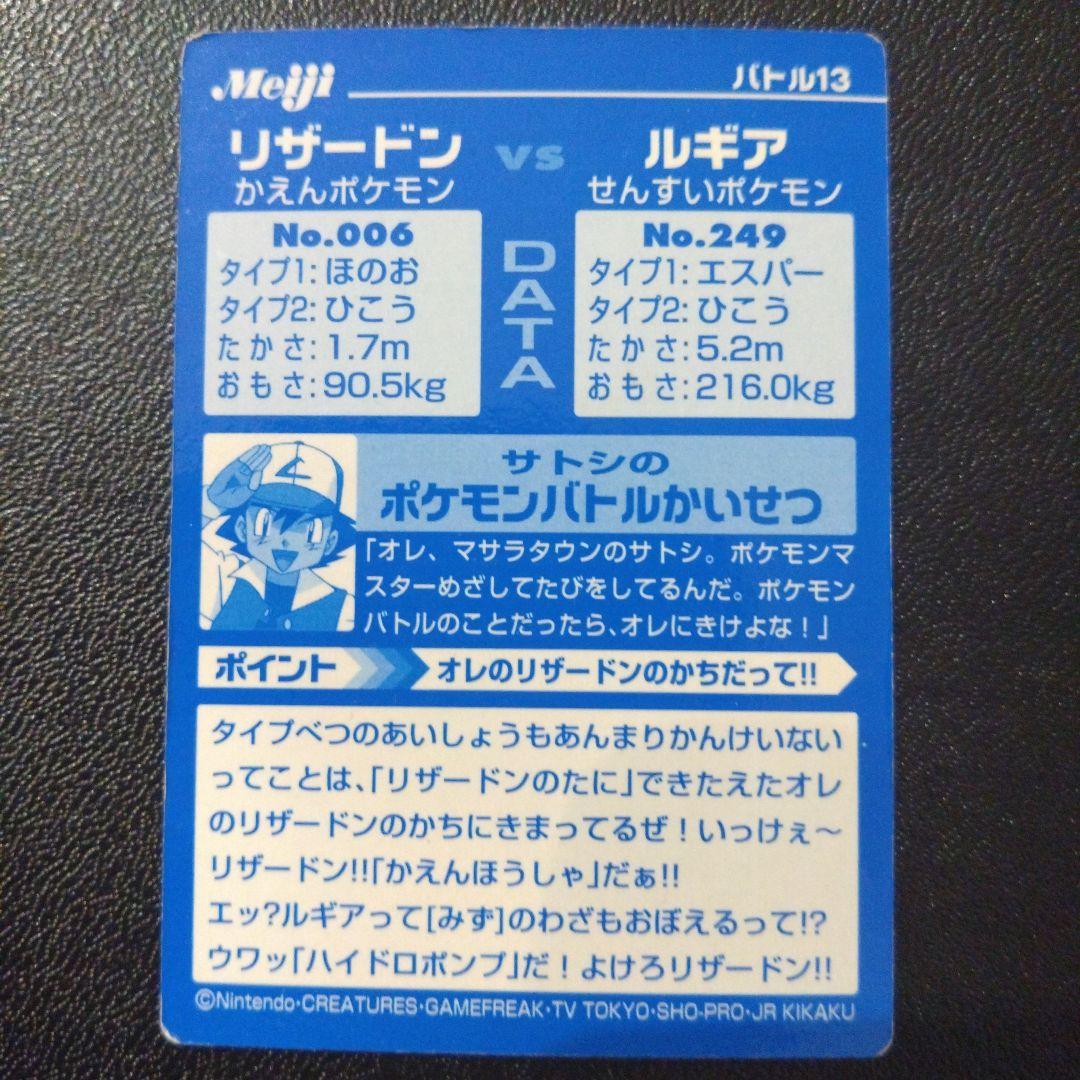 Meiji
バトル13
リザードン vs ルギア
かえんポケモン
せんすいポケモン
DATA
No.006
タイプ1:ほのお
タイプ2:ひこう
たかさ:1.7m
おもさ:90.5kg
No.249
タイプ1:エスパー
タイプ2:ひこう
たかさ:5.2m
おもさ:216.0kg
サトシの
ポケモンバトルかいせつ
「オレ、マサラタウンのサトシ。ポケモンマ
スターめざしてたびをしてるんだ。ポケモン
バトルのことだったら、オレにきけよな!」
ポイント オレのリザードンのかちだって!!
タイプべつのあいしょうもあんまりかんけいない
ってことは、「リザードンのたに」できたえたオレ
のリザードンのかちにきまってるぜ!いっけぇ〜
リザードン!!「かえんほうしゃ」だぁ!!
エッ?ルギアって[みず]のわざもおぼえるって!?
ウワッ「ハイドロポンプ」だ!よけろリザードン!!
©Nintendo・CREATURES・GAMEFREAK・TV TOKYO・SHO-PRO・JR KIKAKU